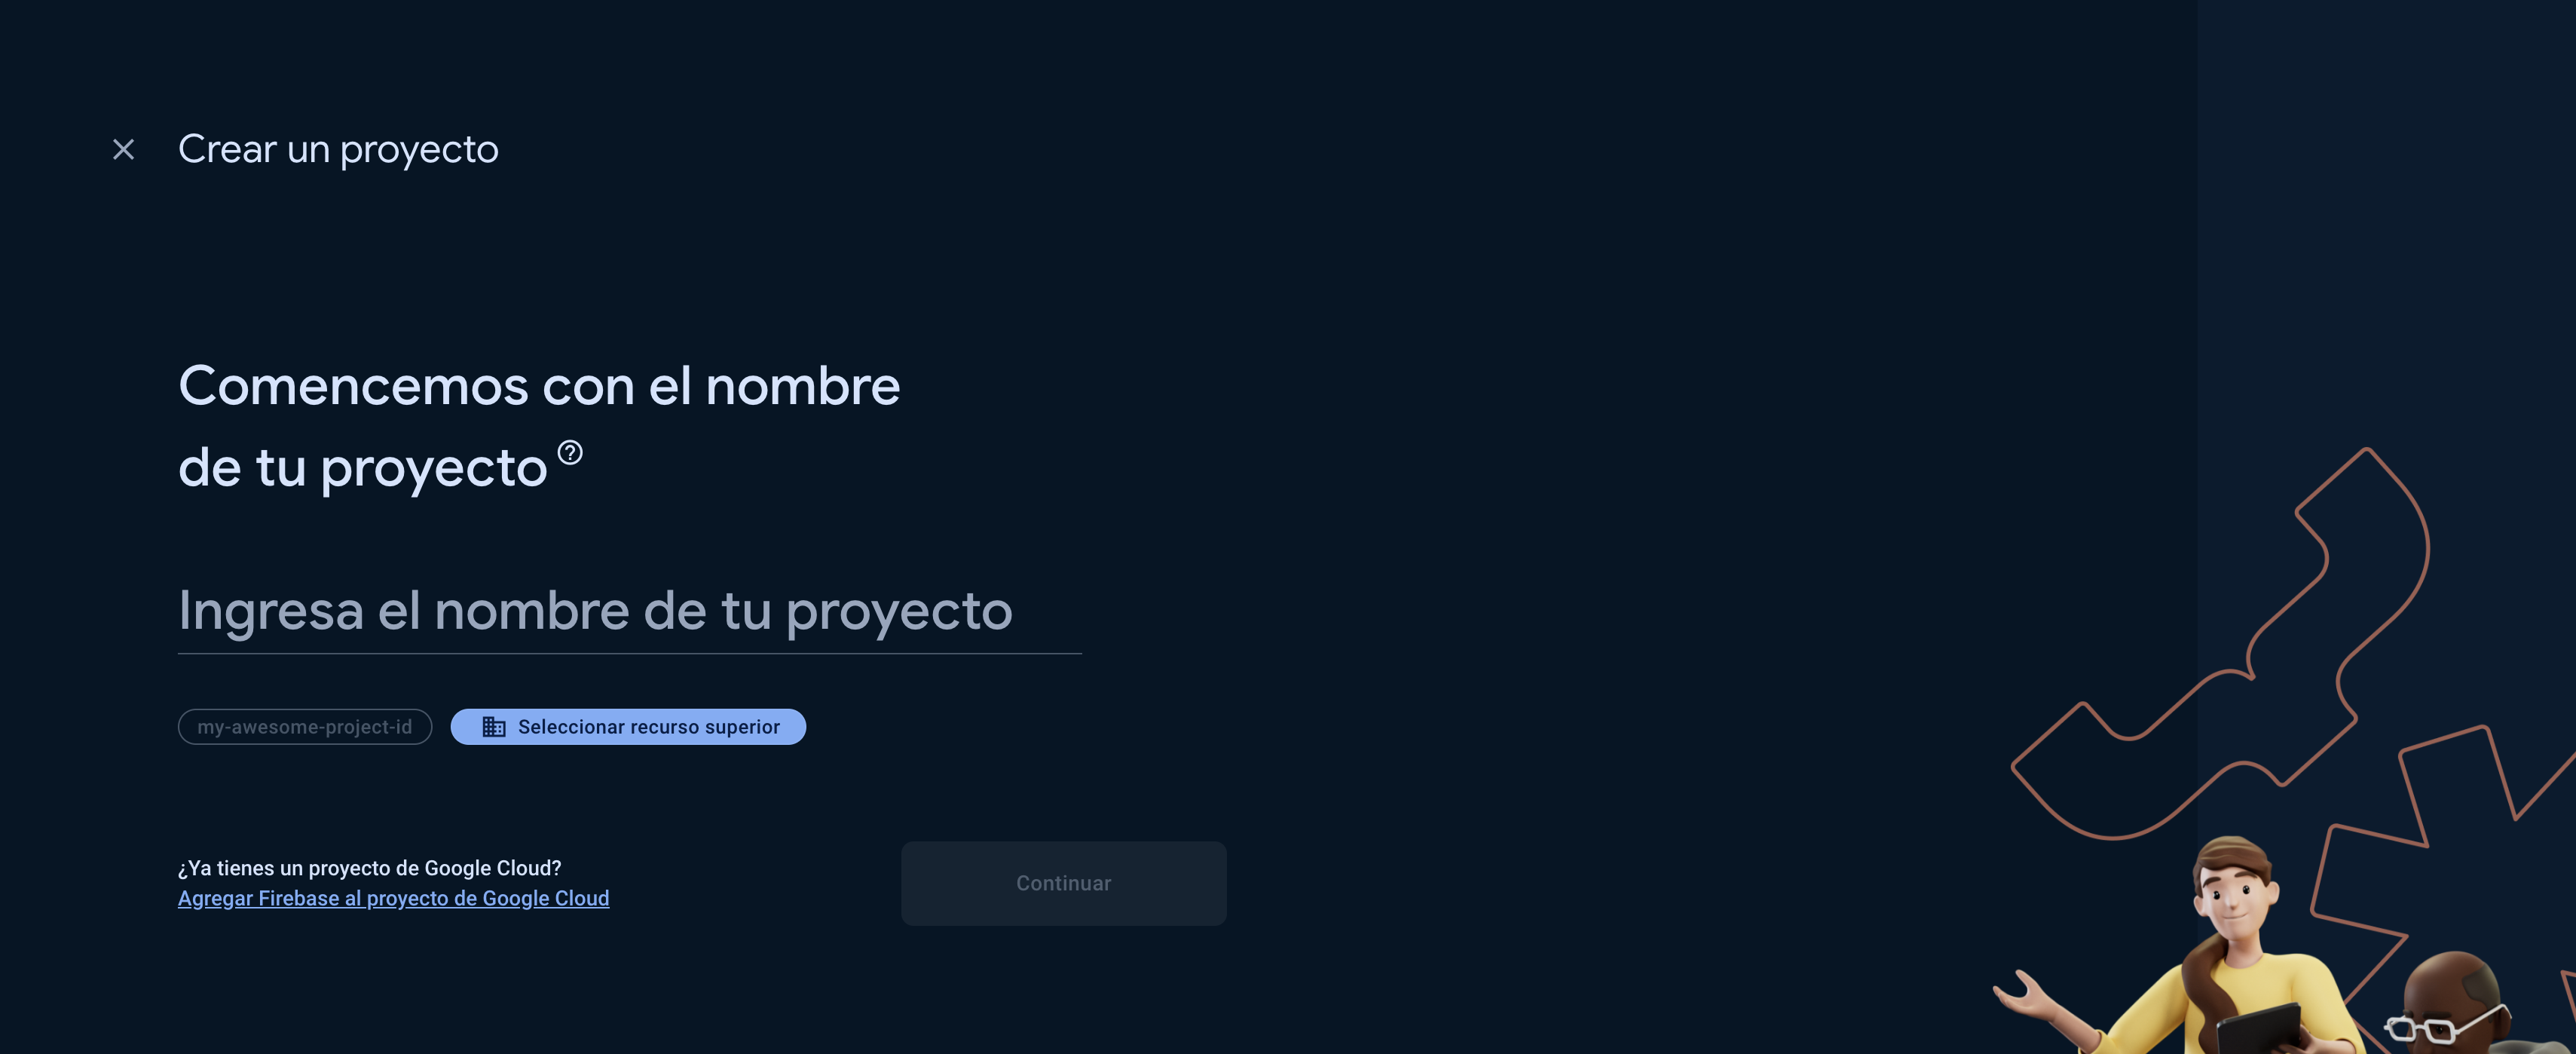 Crear un proyecto
Comencemos con el nombre
de tu proyecto
Ingresa el nombre de tu proyecto
my-awesome-project-id
Seleccionar recurso superior
¿Ya tienes un proyecto de Google Cloud?
Agregar Firebase al proyecto de Google Cloud
Continuar